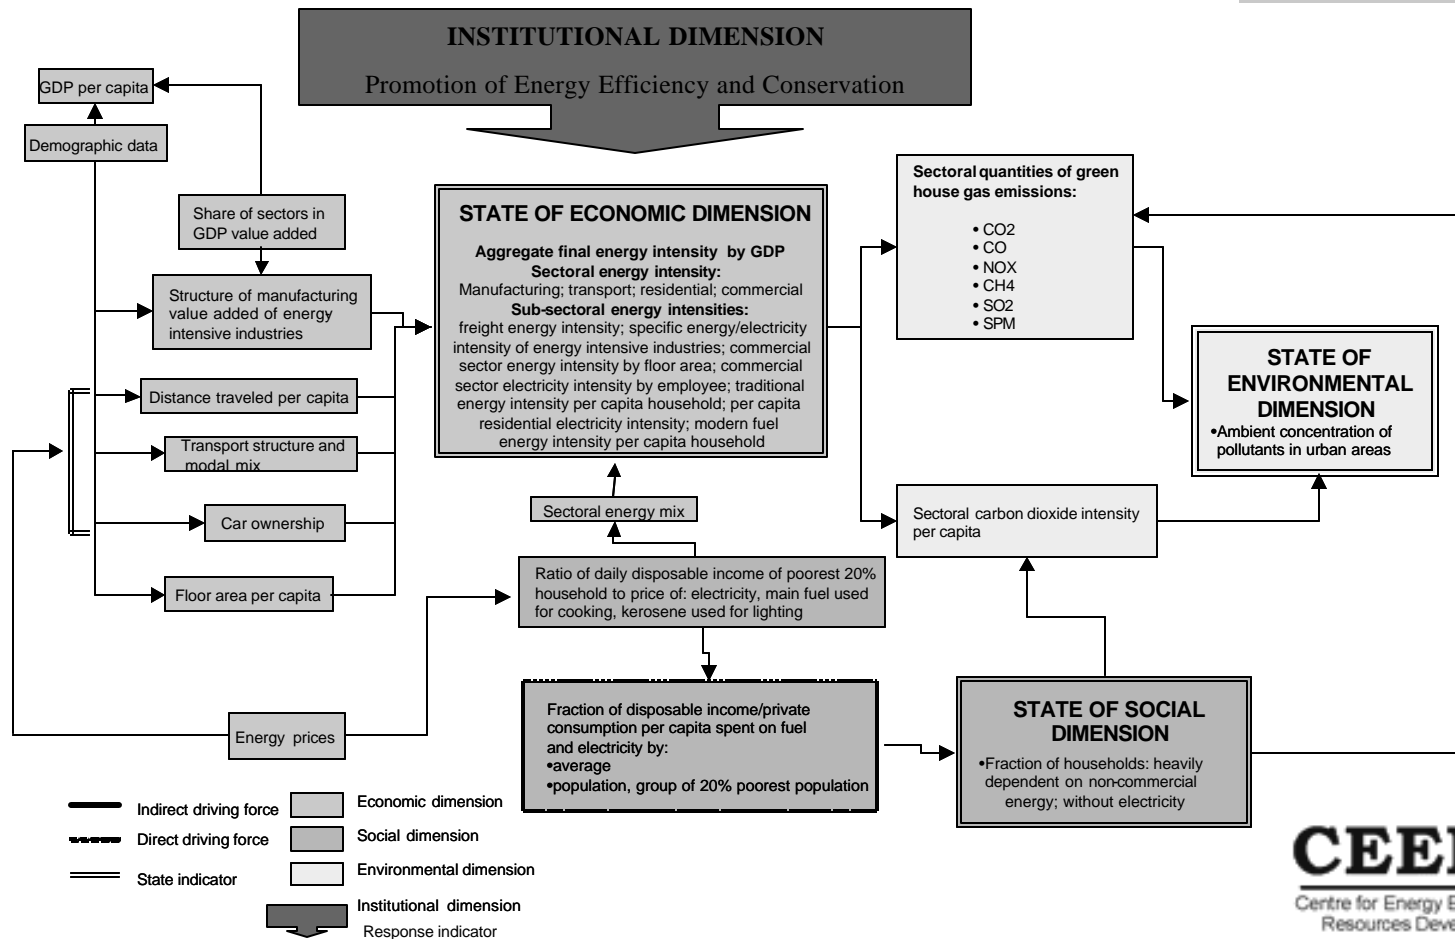 INSTITUTIONAL DIMENSION
Promotion of Energy Efficiency and Conservation
GDP per capita
Demographic data
Share of sectors in
GDP value added
Structure of manufacturing
value added of energy-
intensive industries
Distance traveled per capita
Transport structure and
modal mix
Car ownership
Floor area per capita
Energy prices
STATE OF ECONOMIC DIMENSION
Aggregate final energy intensity by GDP
Sectoral energy intensity:
Manufacturing; transport; residential; commercial
Sub-sectoral energy intensities:
freight energy intensity; specific energy/electricity
intensity of energy intensive industries; commercial
sector energy intensity by floor area; commercial
sector electricity intensity by employee; traditional
energy intensity per capita household; per capita
residential electricity intensity; modern fuel
energy intensity per capita household
Sectoral energy mix
Ratio of daily disposable income of poorest 20%
household to price of: electricity, main fuel used
for cooking, kerosene used for lighting
Fraction of disposable income/private
consumption per capita spent on fuel
and electricity by:
•average
•population, group of 20% poorest population
Sectoral quantities of green
house gas emissions:
• CO2
• CO
• NOX
• CH4
• SO2
• SPM
STATE OF
ENVIRONMENTAL
DIMENSION
•Ambient concentration of
pollutants in urban areas
Sectoral carbon dioxide intensity
per capita
STATE OF SOCIAL
DIMENSION
•Fraction of households: heavily
dependent on non-commercial
energy; without electricity
Indirect driving force
Direct driving force
State indicator
Economic dimension
Social dimension
Environmental dimension
Institutional dimension
Response indicator
Centre for Energy
Resources